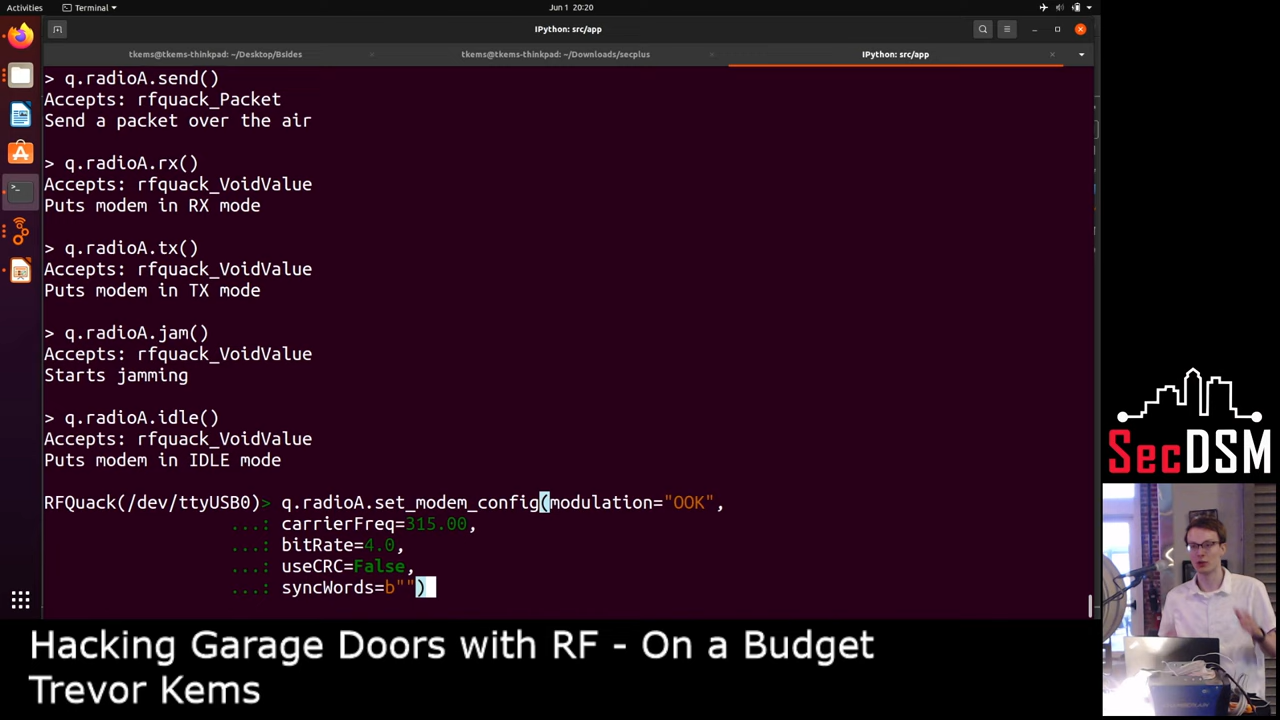 Activities
Terminal
Jun 1 20:20
IPython: src/app
tkems@tkems-thinkpad: ~/Desktop/Bsides
tkems@tkems-thinkpad: ~/Downloads/secplus
IPython: src/app
> q.radioA.send()
Accepts: rfquack_Packet
Send a packet over the air
> q.radioA.rx()
Accepts: rfquack_VoidValue
Puts modem in RX mode
> q.radioA.tx()
Accepts: rfquack_VoidValue
Puts modem in TX mode
> q.radioA.jam()
Accepts: rfquack_VoidValue
Starts jamming
> q.radioA.idle()
Accepts: rfquack_VoidValue
Puts modem in IDLE mode
RFQuack(/dev/ttyUSB0)> q.radioA.set_modem_config(modulation="OOK",
...: carrierFreq=315.00,
...: bitRate=4.0,
...: useCRC=False,
...: syncWords=b"")
SecDSM
Hacking Garage Doors with RF - On a Budget
Trevor Kems